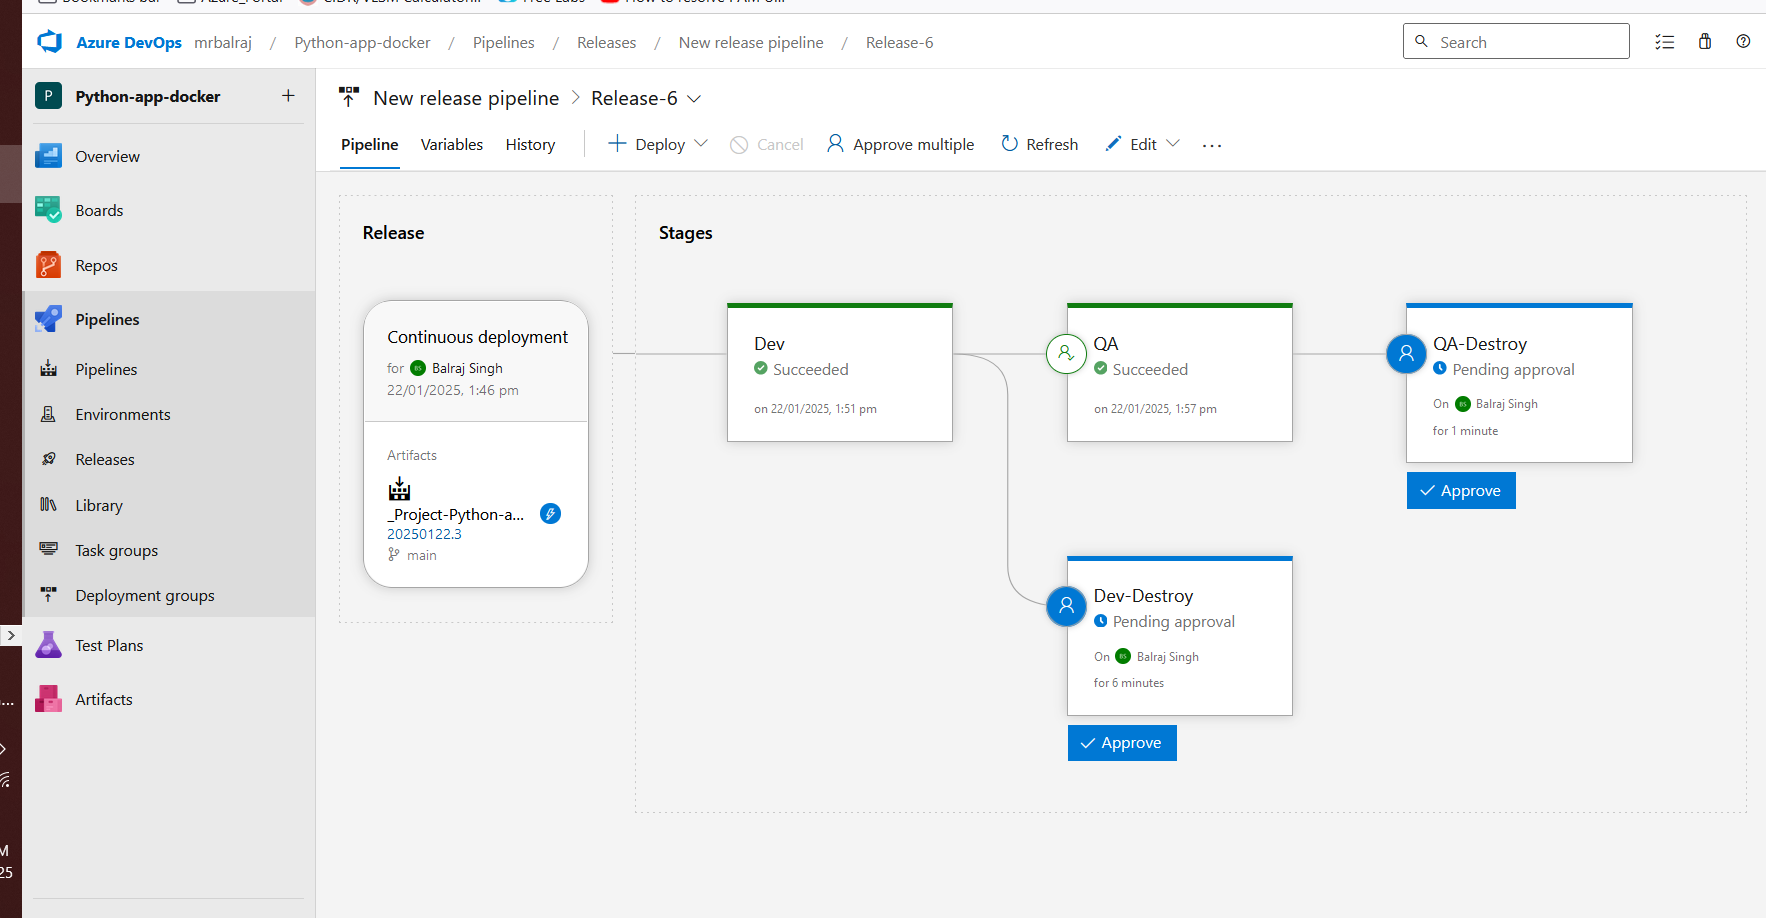 Azure DevOps mrbalraj / Python-app-docker / Pipelines / Releases / New release pipeline / Release-6
Search
P Python-app-docker +
Overview
Boards
Repos
Pipelines
Pipelines
Environments
Releases
Library
Task groups
Deployment groups
Test Plans
Artifacts
New release pipeline > Release-6
Pipeline Variables History Deploy Cancel Approve multiple Refresh Edit ...
Release
Continuous deployment
for BS Balraj Singh
22/01/2025, 1:46 pm
Artifacts
_Project-Python-a...
20250122.3
main
Stages
Dev
Succeeded
on 22/01/2025, 1:51 pm
QA
Succeeded
on 22/01/2025, 1:57 pm
QA-Destroy
Pending approval
On BS Balraj Singh
for 1 minute
Approve
Dev-Destroy
Pending approval
On BS Balraj Singh
for 6 minutes
Approve